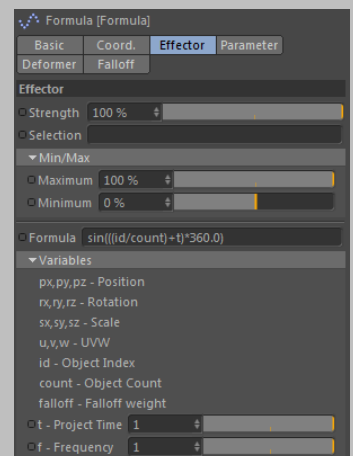 Formula [Formula]
Basic Coord. Effector Parameter
Deformer Falloff
Effector
Strength 100 %
Selection
Min/Max
Maximum 100 %
Minimum 0 %
Formula sin(((id/count)+t)*360.0)
Variables
px,py,pz - Position
rx,ry,rz - Rotation
sx,sy,sz - Scale
u,v,w - UVW
id - Object Index
count - Object Count
falloff - Falloff weight
t - Project Time 1
f - Frequency 1